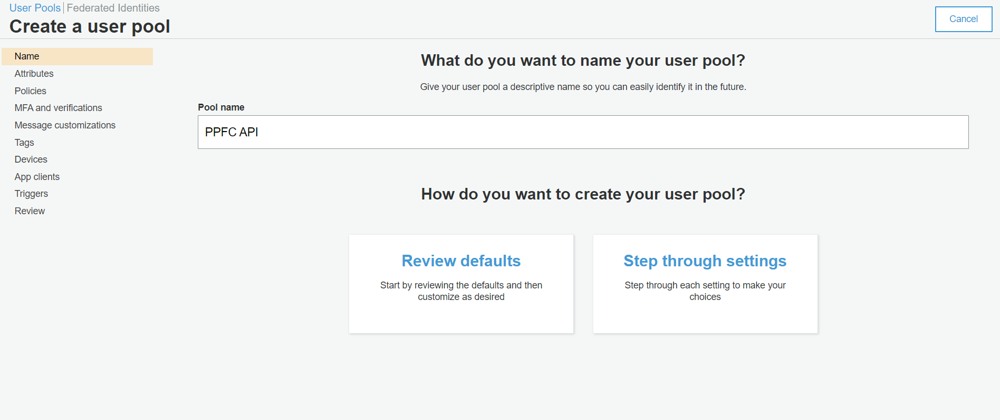 User Pools | Federated Identities
Create a user pool
Cancel
Name
Attributes
Policies
MFA and verifications
Message customizations
Tags
Devices
App clients
Triggers
Review
What do you want to name your user pool?
Give your user pool a descriptive name so you can easily identify it in the future.
Pool name
PPFC API
How do you want to create your user pool?
Review defaults
Start by reviewing the defaults and then
customize as desired
Step through settings
Step through each setting to make your
choices